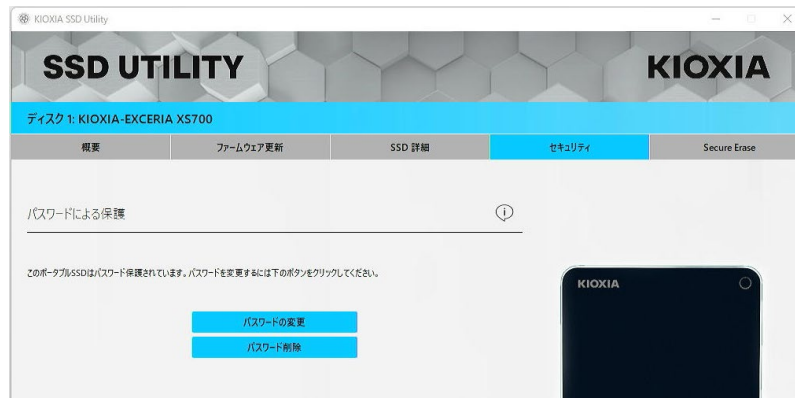 KIOXIA SSD Utility
SSD UTILITY
KIOXIA
ディスク 1: KIOXIA-EXCERIA XS700
概要
ファームウェア更新
SSD 詳細
セキュリティ
Secure Erase
パスワードによる保護
このポータブルSSDはパスワード保護されています。パスワードを変更するには下のボタンをクリックしてください。
KIOXIA
パスワードの変更
パスワード削除